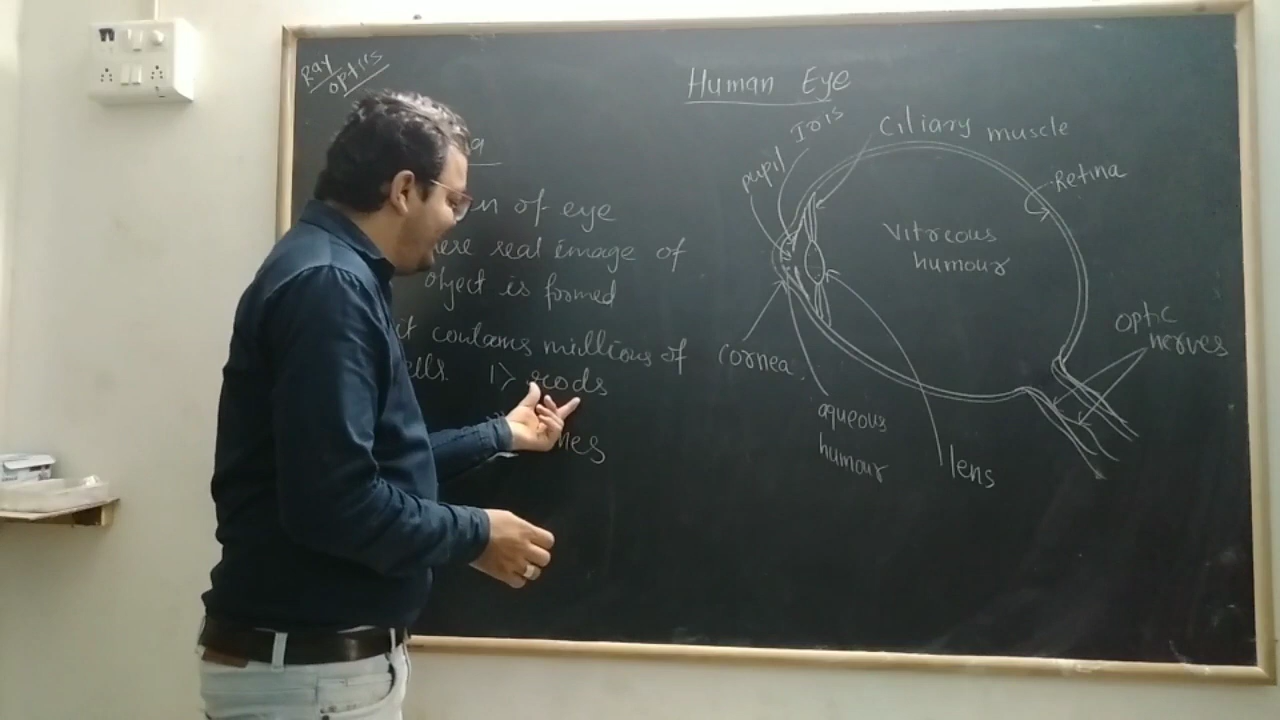 Ray
optics
Human Eye
of eye
real image of
object is formed
it contains millions of
1> rods
pupil
Iris
Ciliary muscle
Retina
Vitreous
humour
optic
nerves
cornea
aqueous
humour
lens